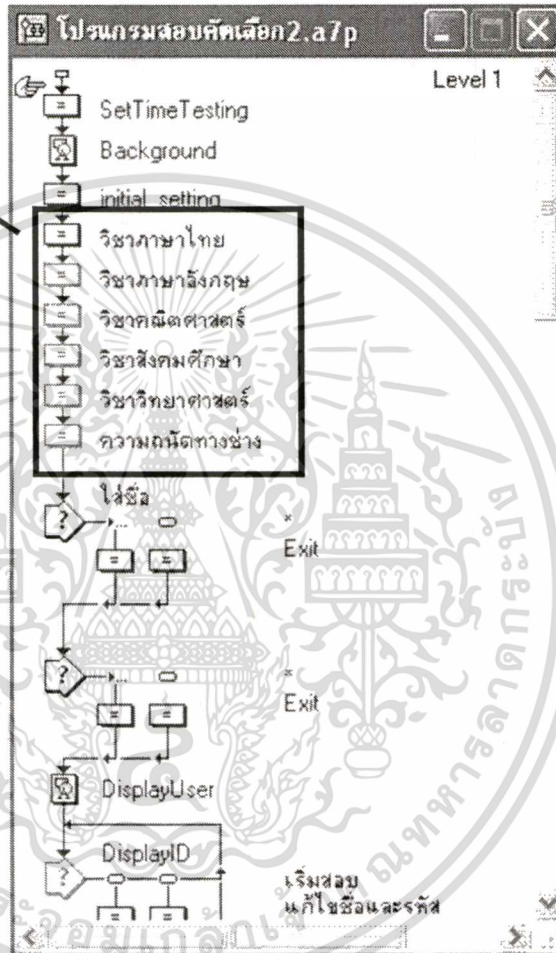 โปรแกรมสอบคัดเลือก2.a7p
Level 1
SetTimeTesting
Background
initial_setting
วิชาภาษาไทย
วิชาภาษาอังกฤษ
วิชาคณิตศาสตร์
วิชาสังคมศึกษา
วิชาวิทยาศาสตร์
ความถนัดทางช่าง
ใส่ชื่อ
*
Exit
*
Exit
DisplayUser
DisplayID
เริ่มสอบ
แก้ไขชื่อและรหัส